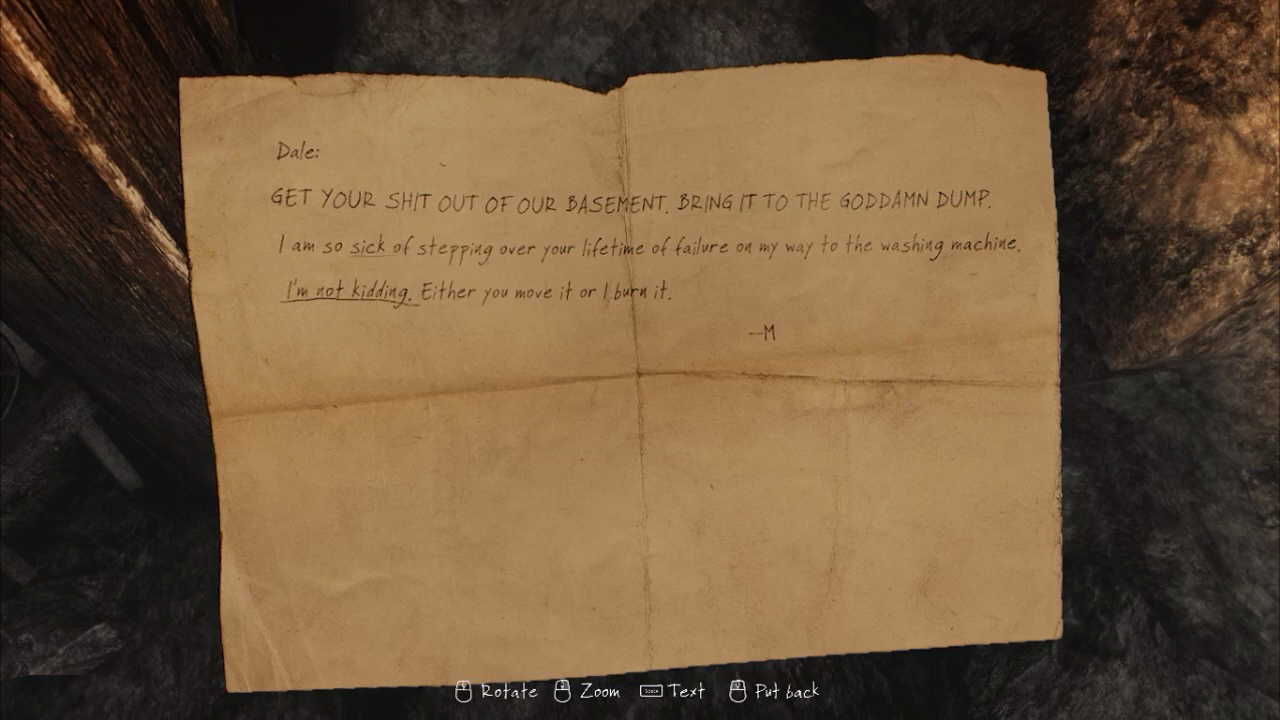 Dale:
GET YOUR SHIT OUT OF OUR BASEMENT. BRING IT TO THE GODDAMN DUMP.
I am so sick of stepping over your lifetime of failure on my way to the washing machine.
I'm not kidding. Either you move it or I burn it.
--M
Rotate Zoom Text Put back